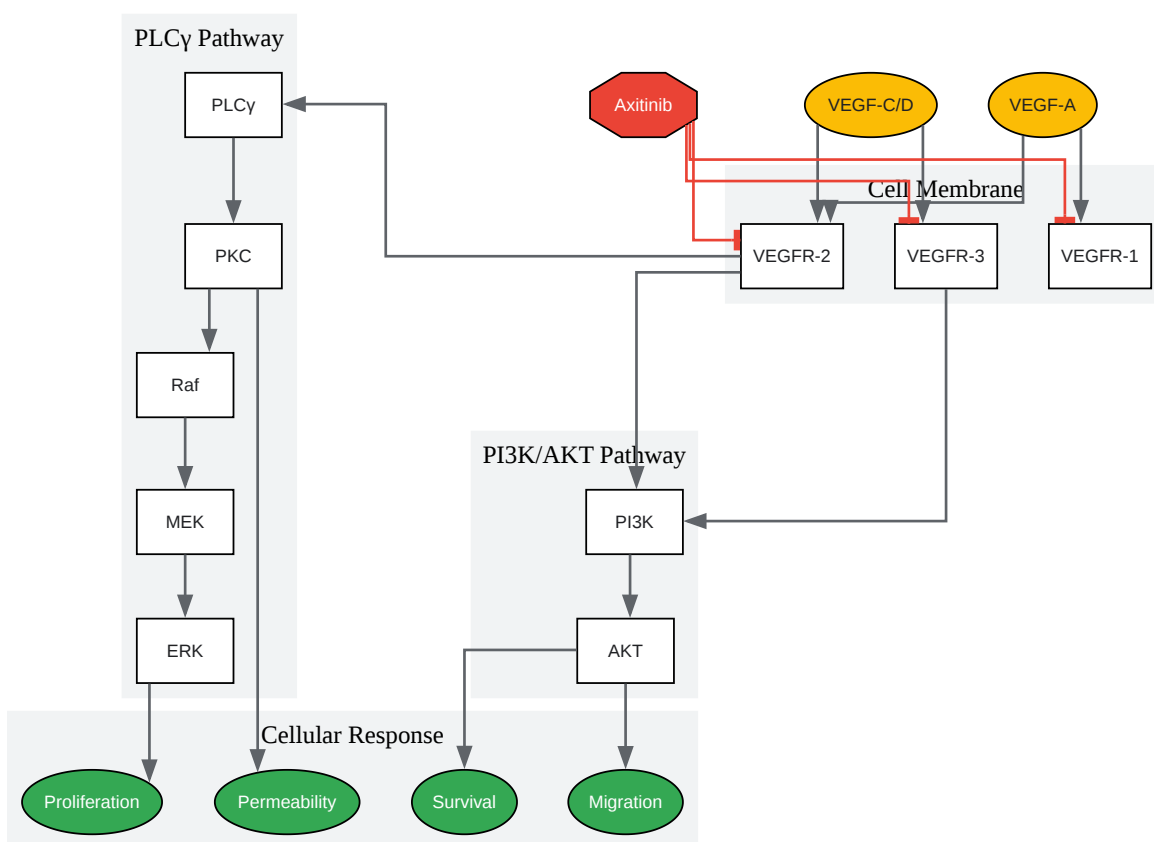 PLCγ Pathway
PLCγ
Axitinib
VEGF-C/D
VEGF-A
Cell Membrane
PKC
VEGFR-2
VEGFR-3
VEGFR-1
Raf
PI3K/AKT Pathway
MEK
PI3K
ERK
AKT
Cellular Response
Proliferation
Permeability
Survival
Migration